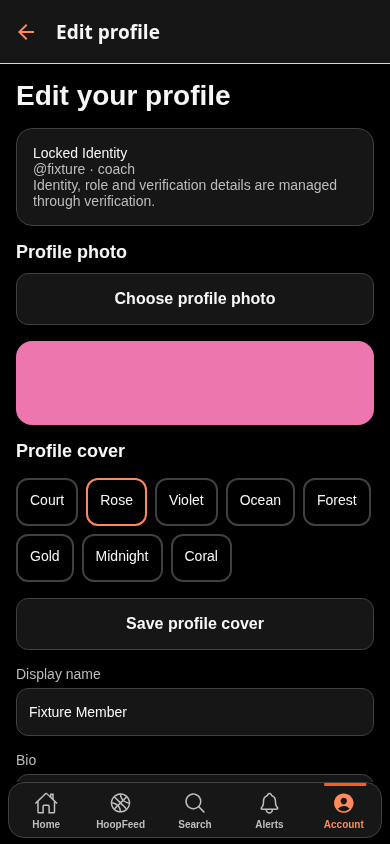 Edit profile
Edit your profile
Locked Identity
@fixture · coach
Identity, role and verification details are managed
through verification.
Profile photo
Choose profile photo
Profile cover
Court
Rose
Violet
Ocean
Forest
Gold
Midnight
Coral
Save profile cover
Display name
Fixture Member
Bio
Home
HoopFeed
Search
Alerts
Account